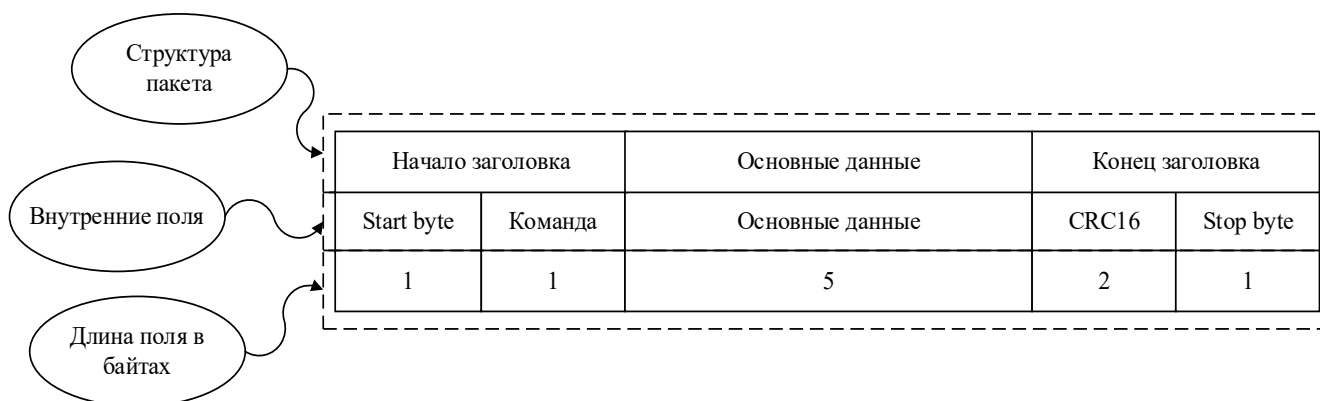 Структура
пакета
Начало заголовка Основные данные Конец заголовка
Внутренние поля
Start byte Команда Основные данные CRC16 Stop byte
1 1 5 2 1
Длина поля в
байтах